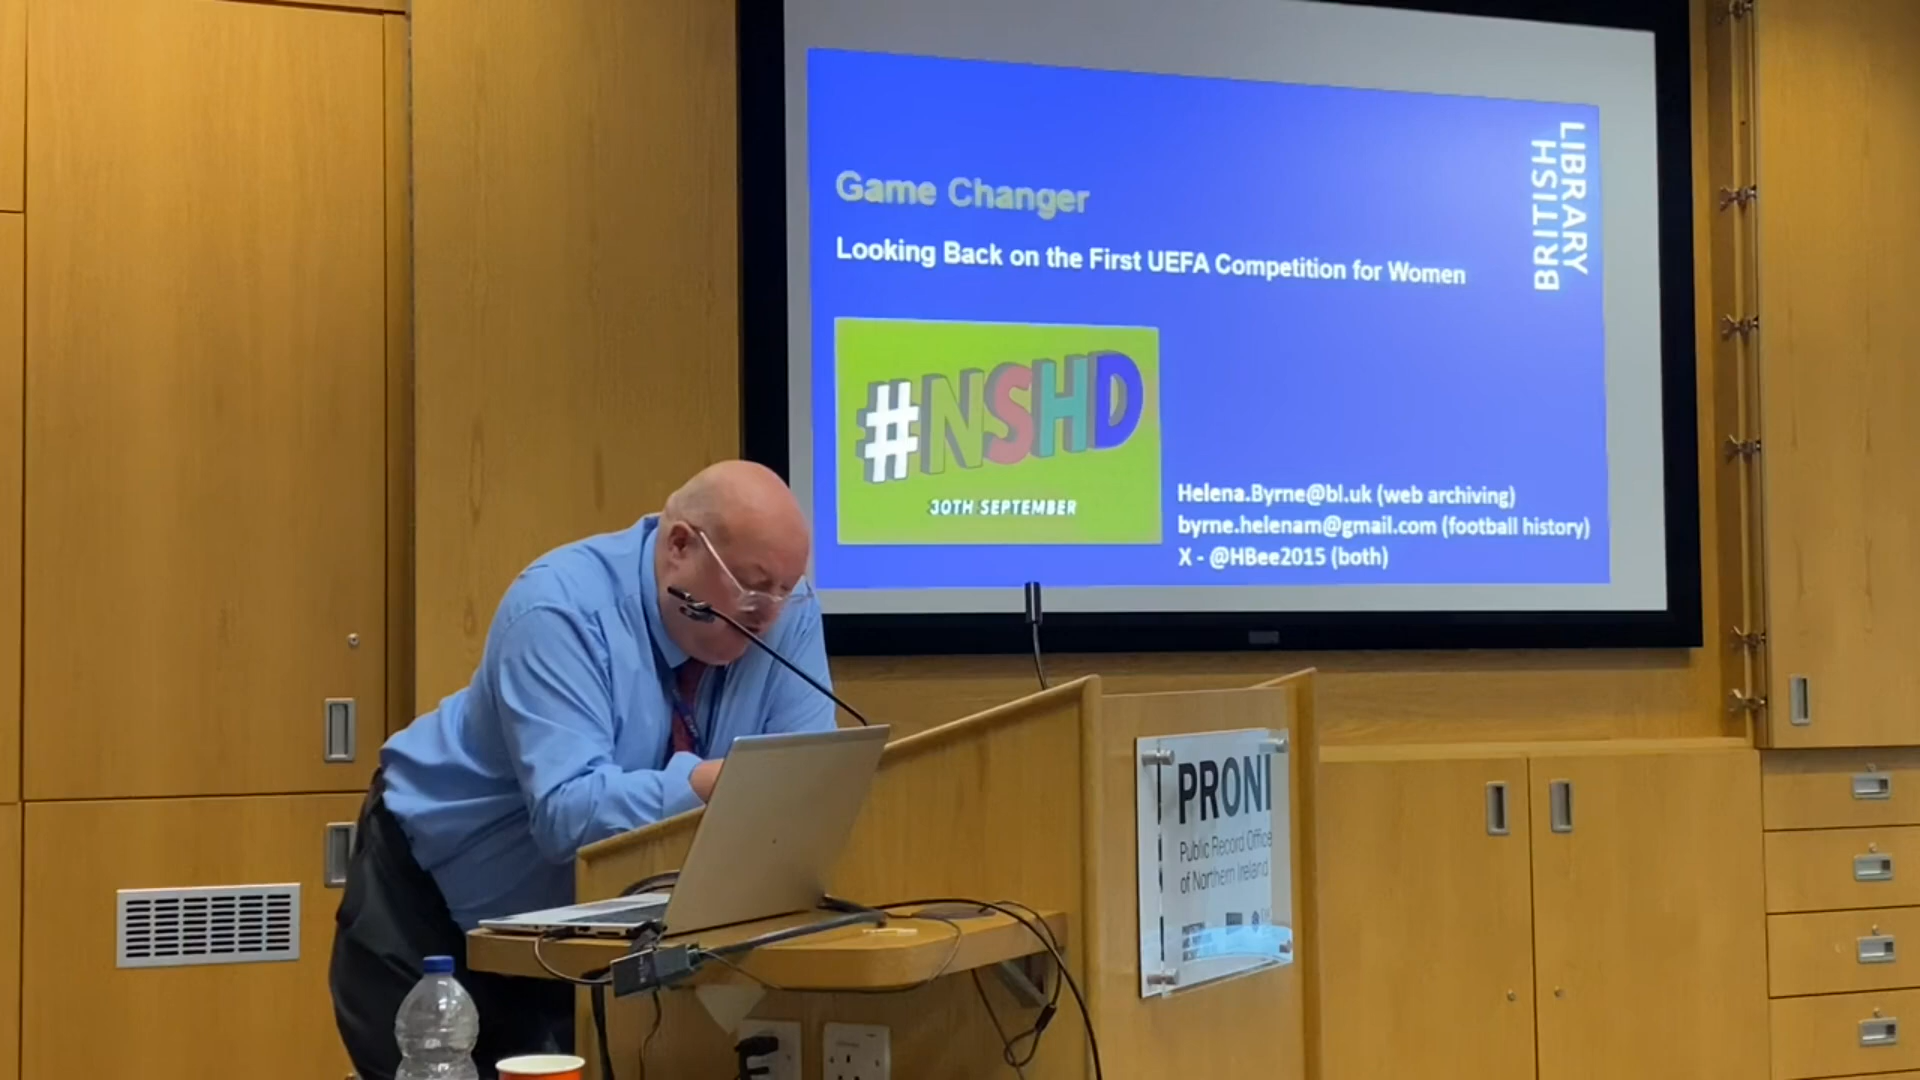 Game Changer
LIBRARY
BRITISH
Looking Back on the First UEFA Competition for Women
#NSHD
30TH SEPTEMBER
Helena.Byrne@bl.uk (web archiving)
byrne.helenam@gmail.com (football history)
X - @HBee2015 (both)
PRONI
Public Record Office
of Northern Ireland